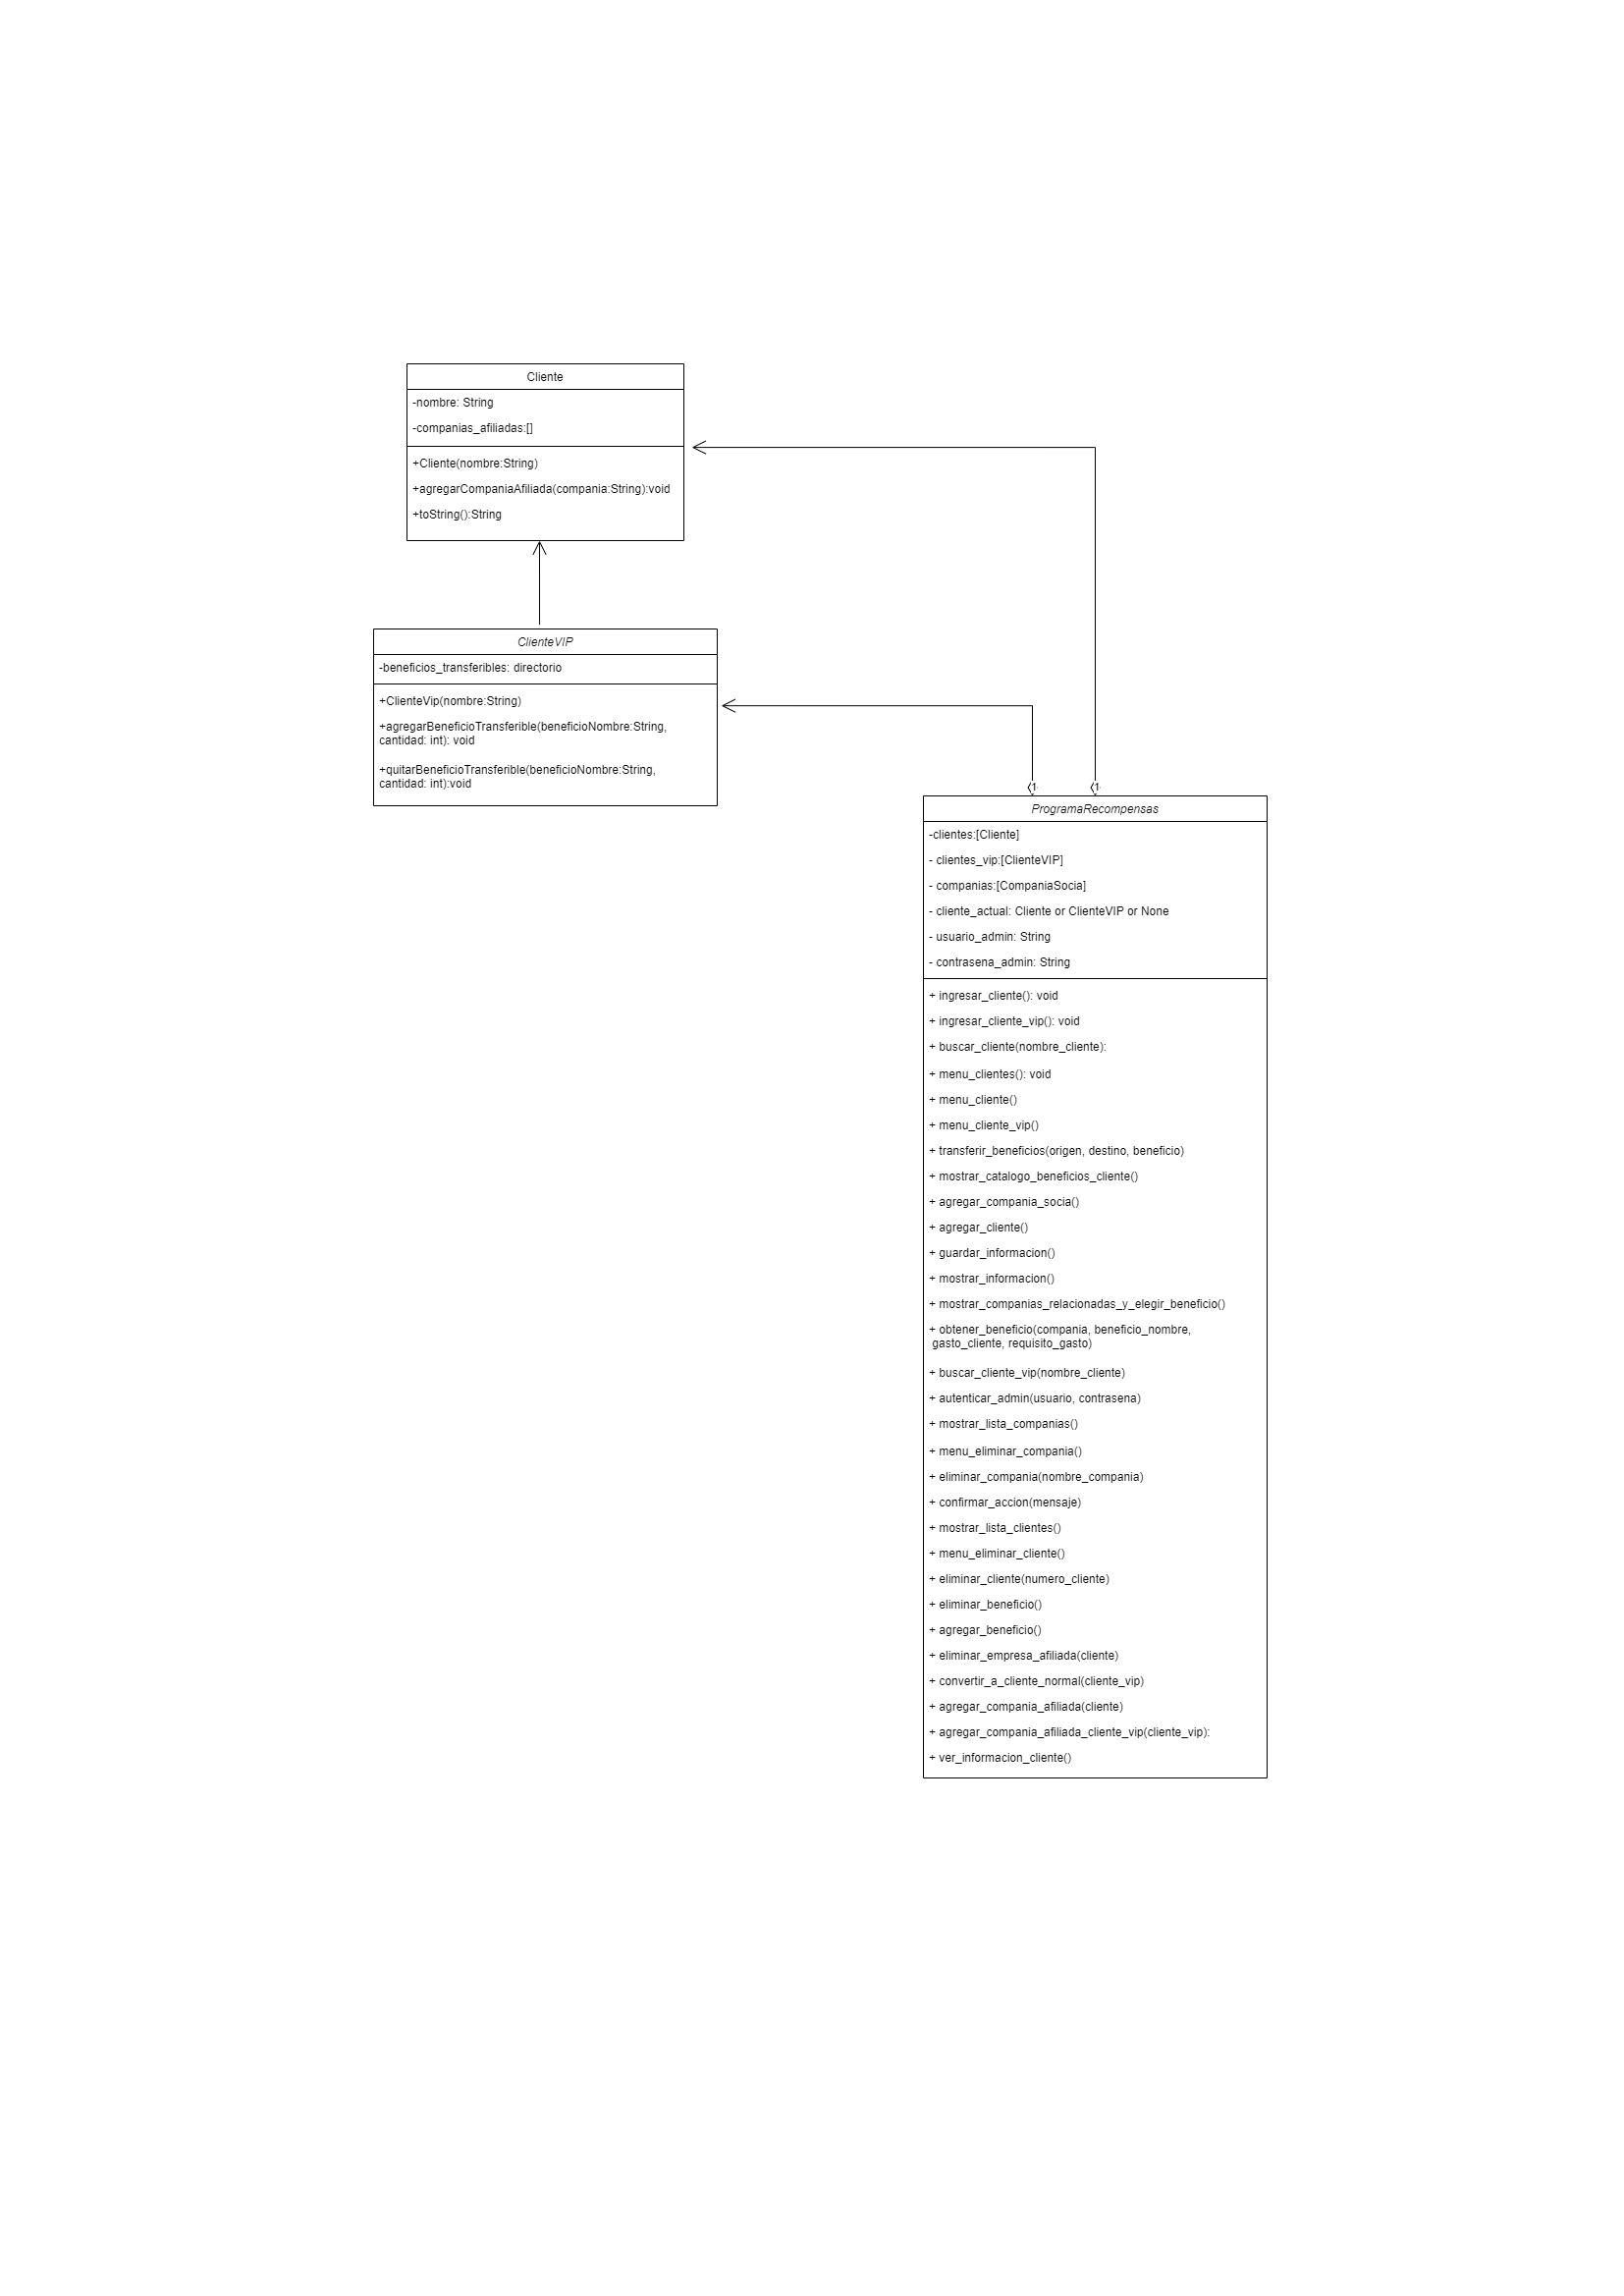 Cliente
-nombre: String
-companias_afiliadas:[]
+Cliente(nombre:String)
+agregarCompaniaAfiliada(compania:String):void
+toString():String
ClienteVIP
-beneficios_transferibles: directorio
+ClienteVip(nombre:String)
+agregarBeneficioTransferible(beneficioNombre:String,
cantidad: int): void
+quitarBeneficioTransferible(beneficioNombre:String,
cantidad: int):void
1
1
ProgramaRecompensas
-clientes:[Cliente]
- clientes_vip:[ClienteVIP]
- companias:[CompaniaSocia]
- cliente_actual: Cliente or ClienteVIP or None
- usuario_admin: String
- contrasena_admin: String
+ ingresar_cliente(): void
+ ingresar_cliente_vip(): void
+ buscar_cliente(nombre_cliente):
+ menu_clientes(): void
+ menu_cliente()
+ menu_cliente_vip()
+ transferir_beneficios(origen, destino, beneficio)
+ mostrar_catalogo_beneficios_cliente()
+ agregar_compania_socia()
+ agregar_cliente()
+ guardar_informacion()
+ mostrar_informacion()
+ mostrar_companias_relacionadas_y_elegir_beneficio()
+ obtener_beneficio(compania, beneficio_nombre,
gasto_cliente, requisito_gasto)
+ buscar_cliente_vip(nombre_cliente)
+ autenticar_admin(usuario, contrasena)
+ mostrar_lista_companias()
+ menu_eliminar_compania()
+ eliminar_compania(nombre_compania)
+ confirmar_accion(mensaje)
+ mostrar_lista_clientes()
+ menu_eliminar_cliente()
+ eliminar_cliente(numero_cliente)
+ eliminar_beneficio()
+ agregar_beneficio()
+ eliminar_empresa_afiliada(cliente)
+ convertir_a_cliente_normal(cliente_vip)
+ agregar_compania_afiliada(cliente)
+ agregar_compania_afiliada_cliente_vip(cliente_vip):
+ ver_informacion_cliente()